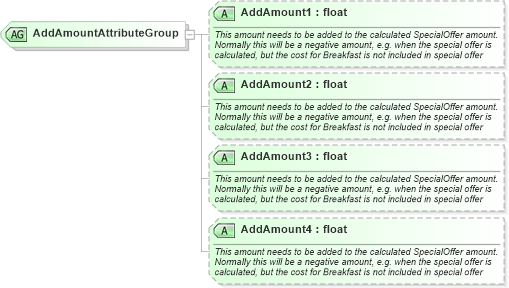 AG AddAmountAttributeGroup
A AddAmount1 : float
This amount needs to be added to the calculated SpecialOffer amount.
Normally this will be a negative amount, e.g. when the special offer is
calculated, but the cost for Breakfast is not included in special offer
A AddAmount2 : float
This amount needs to be added to the calculated SpecialOffer amount.
Normally this will be a negative amount, e.g. when the special offer is
calculated, but the cost for Breakfast is not included in special offer
A AddAmount3 : float
This amount needs to be added to the calculated SpecialOffer amount.
Normally this will be a negative amount, e.g. when the special offer is
calculated, but the cost for Breakfast is not included in special offer
A AddAmount4 : float
This amount needs to be added to the calculated SpecialOffer amount.
Normally this will be a negative amount, e.g. when the special offer is
calculated, but the cost for Breakfast is not included in special offer